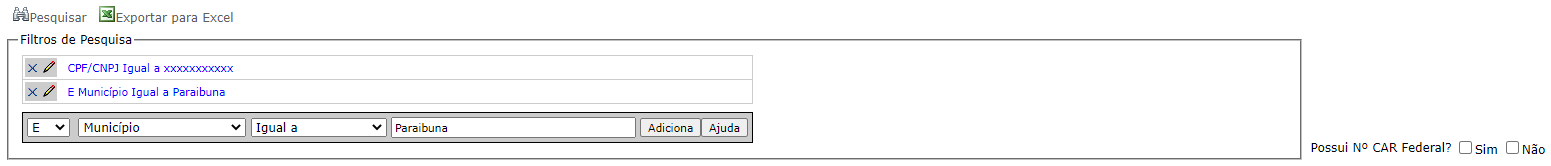 Pesquisar Exportar para Excel
Filtros de Pesquisa
CPF/CNPJ Igual a xxxxxxxxxxx
E Município Igual a Paraibuna
E Município Igual a Paraibuna Adiciona Ajuda
Possui Nº CAR Federal? Sim Não